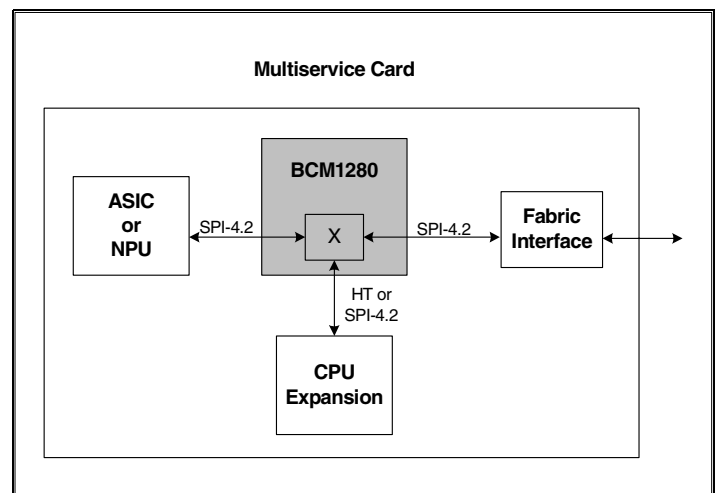 Multiservice Card
BCM1280
ASIC
or
NPU
SPI-4.2
X
SPI-4.2
Fabric
Interface
HT or
SPI-4.2
CPU
Expansion